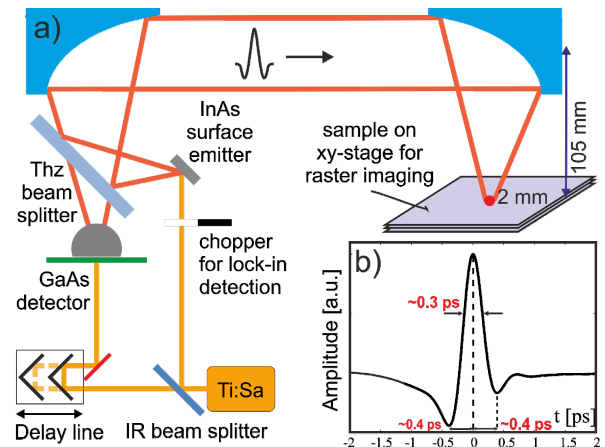 a)
InAs
surface
emitter
sample on
xy-stage for
raster imaging
105 mm
2 mm
Thz
beam
splitter
chopper
for lock-in
detection
GaAs
detector
Ti:Sa
Delay line
IR beam splitter
b)
Amplitude [a.u.]
~0.3 ps
~0.4 ps
~0.4 ps
t [ps]
-2 -1.5 -1 -0.5 0 0.5 1 1.5 2